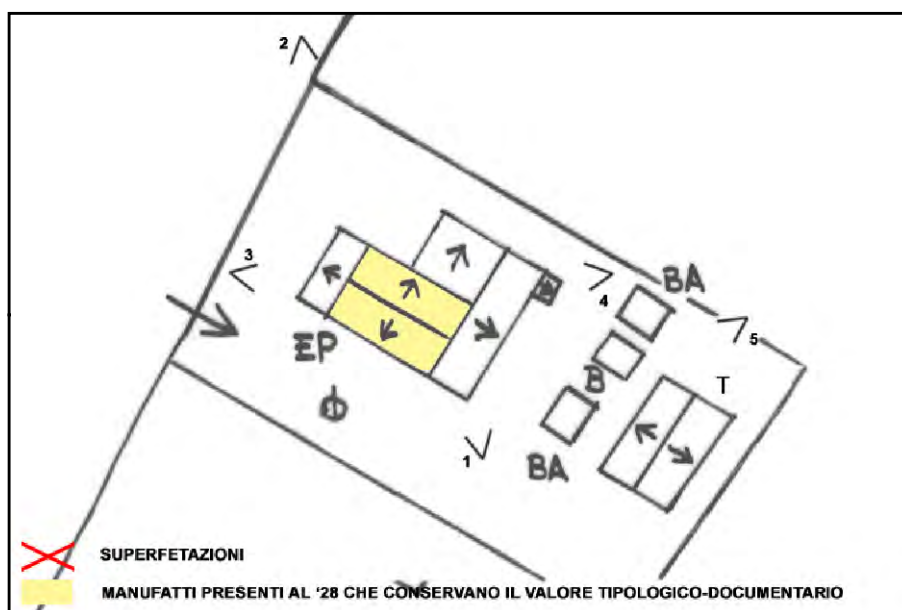 2
3
BA
4
5
EP
B
T
1
BA
SUPERFETAZIONI
MANUFATTI PRESENTI AL '28 CHE CONSERVANO IL VALORE TIPOLOGICO-DOCUMENTARIO